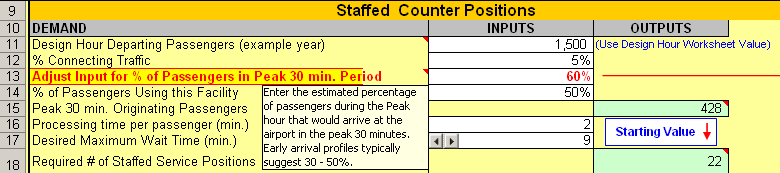 9 Staffed Counter Positions
10 DEMAND INPUTS OUTPUTS
11 Design Hour Departing Passengers (example year) 1,500 (Use Design Hour Worksheet Value)
12 % Connecting Traffic 5%
13 Adjust Input for % of Passengers in Peak 30 min. Period 60%
14 % of Passengers Using this Facility 50%
15 Peak 30 min. Originating Passengers 428
16 Processing time per passenger (min.) 2
17 Desired Maximum Wait Time (min.) 9
18 Required # of Staffed Service Positions 22
Enter the estimated percentage
of passengers during the Peak
hour that would arrive at the
airport in the peak 30 minutes.
Early arrival profiles typically
suggest 30 - 50%.
Starting Value